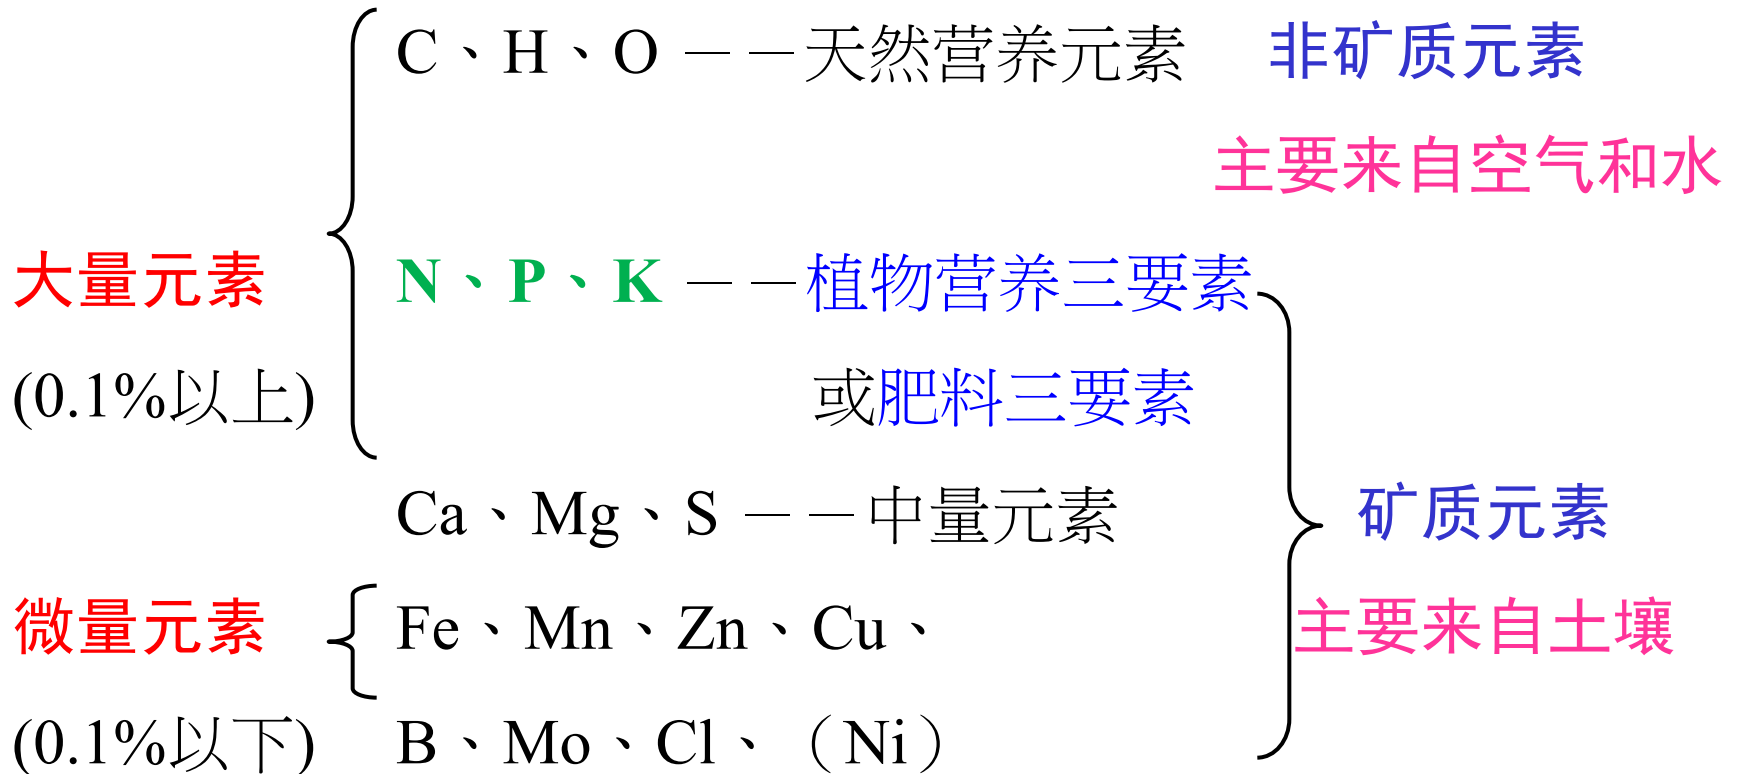 C、H、O ——天然营养元素 非矿质元素
主要来自空气和水
大量元素 N、P、K ——植物营养三要素
(0.1%以上) 或肥料三要素
Ca、Mg、S ——中量元素 矿质元素
微量元素 Fe、Mn、Zn、Cu、 主要来自土壤
(0.1%以下) B、Mo、Cl、（Ni）